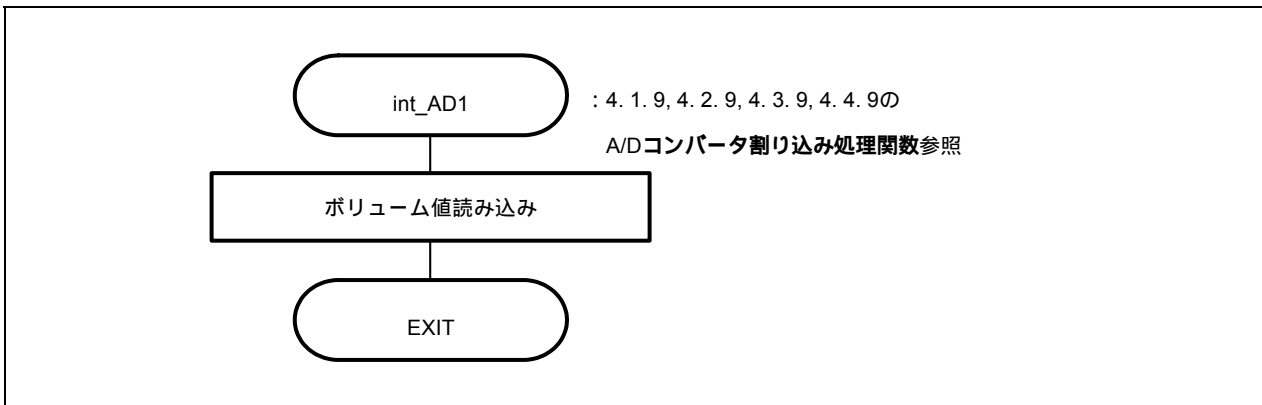 int_AD1
: 4. 1. 9, 4. 2. 9, 4. 3. 9, 4. 4. 9の
A/Dコンバータ割り込み処理関数参照
ボリューム値読み込み
EXIT